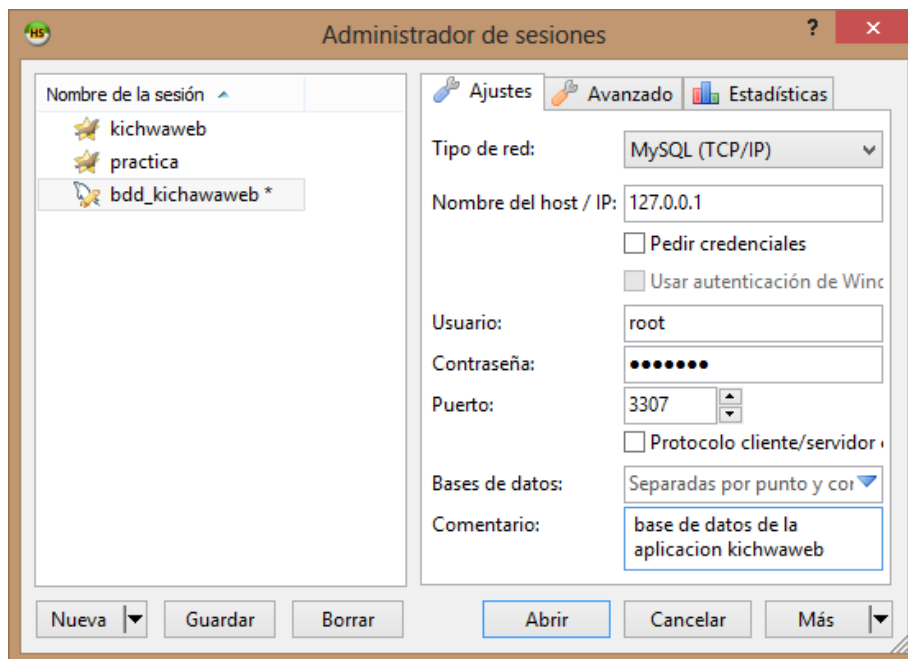 HS
Administrador de sesiones
?
Nombre de la sesión
kichwaweb
practica
bdd_kichawaweb *
Ajustes
Avanzado
Estadísticas
Tipo de red:
MySQL (TCP/IP)
Nombre del host / IP:
127.0.0.1
Pedir credenciales
Usar autenticación de Winc
Usuario:
root
Contraseña:
●●●●●●●
Puerto:
3307
Protocolo cliente/servidor
Bases de datos:
Separadas por punto y cor
Comentario:
base de datos de la
aplicacion kichwaweb
Nueva
Guardar
Borrar
Abrir
Cancelar
Más